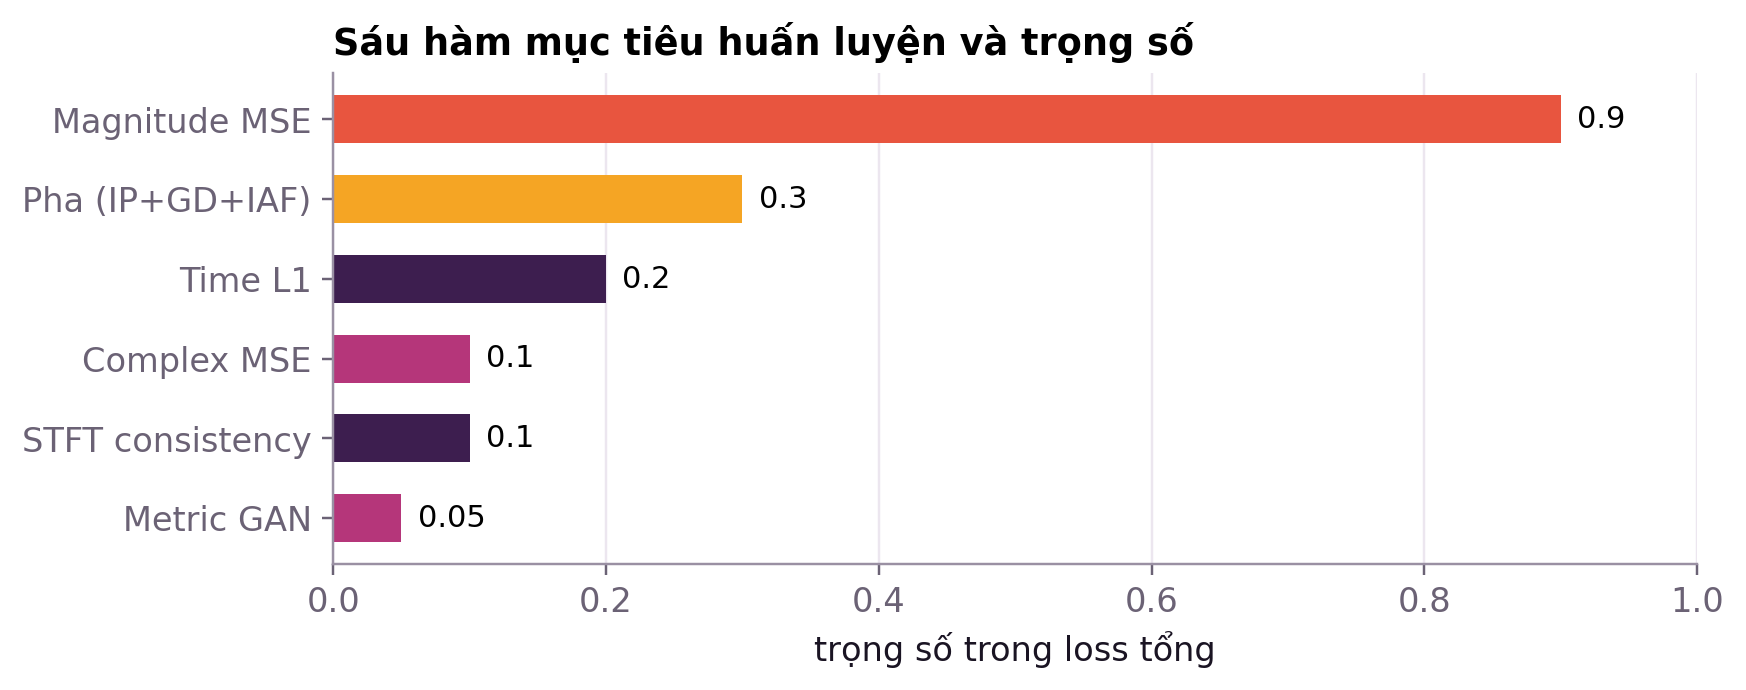 Sáu hàm mục tiêu huấn luyện và trọng số
Magnitude MSE 0.9
Pha (IP+GD+IAF) 0.3
Time L1 0.2
Complex MSE 0.1
STFT consistency 0.1
Metric GAN 0.05
0.0 0.2 0.4 0.6 0.8 1.0
trọng số trong loss tổng